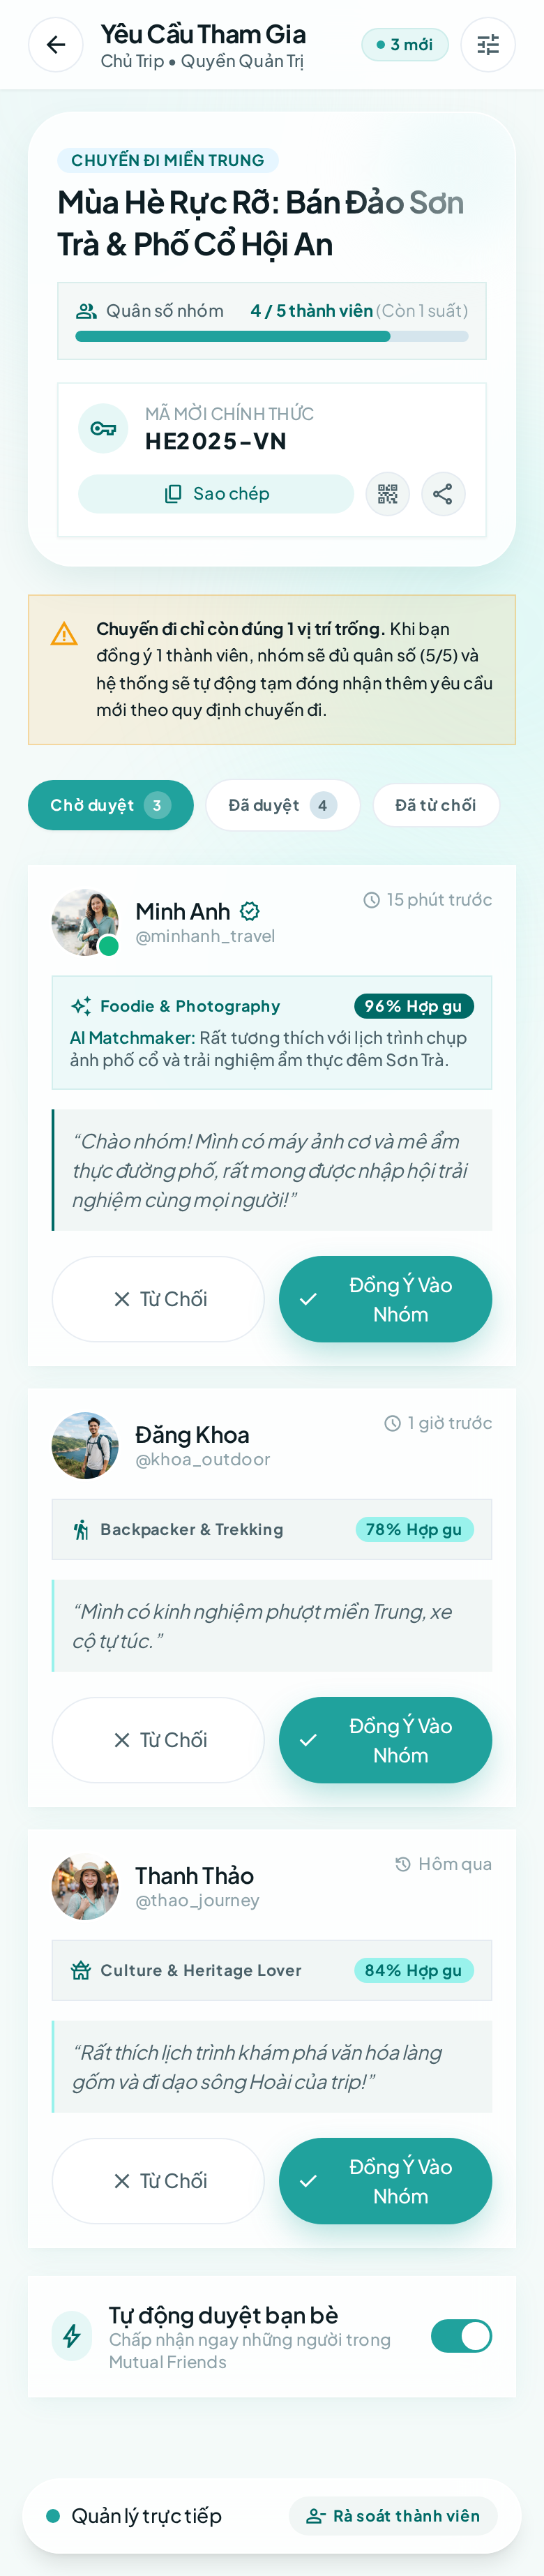 Yêu Cầu Tham Gia
Chủ Trip • Quyền Quản Trị
3 mới
CHUYẾN ĐI MIỀN TRUNG
Mùa Hè Rực Rỡ: Bán Đảo Sơn
Trà & Phố Cổ Hội An
Quân số nhóm
4 / 5 thành viên (Còn 1 suất)
MÃ MỜI CHÍNH THỨC
HE2025-VN
Sao chép
Chuyến đi chỉ còn đúng 1 vị trí trống. Khi bạn
đồng ý 1 thành viên, nhóm sẽ đủ quân số (5/5) và
hệ thống sẽ tự động tạm đóng nhận thêm yêu cầu
mới theo quy định chuyến đi.
Chờ duyệt 3
Đã duyệt 4
Đã từ chối
Minh Anh
15 phút trước
@minhanh_travel
Foodie & Photography
96% Hợp gu
AI Matchmaker: Rất tương thích với lịch trình chụp
ảnh phố cổ và trải nghiệm ẩm thực đêm Sơn Trà.
“Chào nhóm! Mình có máy ảnh cơ và mê ẩm
thực đường phố, rất mong được nhập hội trải
nghiệm cùng mọi người!”
Từ Chối
Đồng Ý Vào
Nhóm
Đăng Khoa
1 giờ trước
@khoa_outdoor
Backpacker & Trekking
78% Hợp gu
“Mình có kinh nghiệm phượt miền Trung, xe
cộ tự túc.”
Từ Chối
Đồng Ý Vào
Nhóm
Thanh Thảo
Hôm qua
@thao_journey
Culture & Heritage Lover
84% Hợp gu
“Rất thích lịch trình khám phá văn hóa làng
gốm và đi dạo sông Hoài của trip!”
Từ Chối
Đồng Ý Vào
Nhóm
Tự động duyệt bạn bè
Chấp nhận ngay những người trong
Mutual Friends
Quản lý trực tiếp
Rà soát thành viên